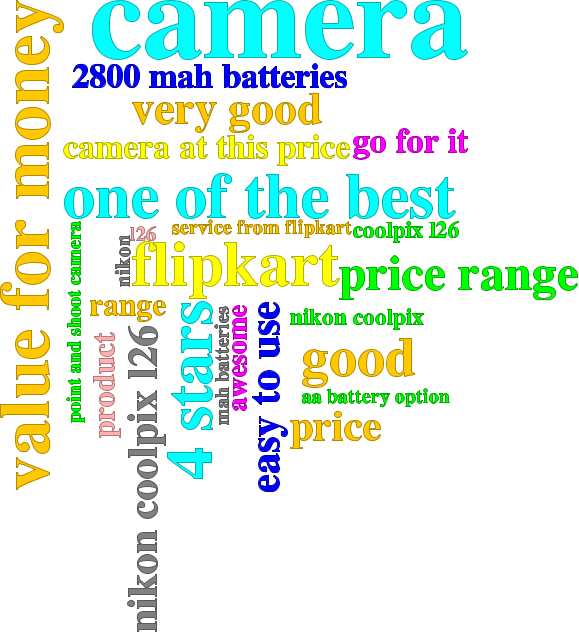 camera
value for money
2800 mah batteries
very good
camera at this price
go for it
one of the best
service from flipkart
coolpix l26
l26
nikon
point and shoot camera
flipkart
price range
range
nikon coolpix
4 stars
mah batteries
awesome
easy to use
product
nikon coolpix l26
good
aa battery option
price